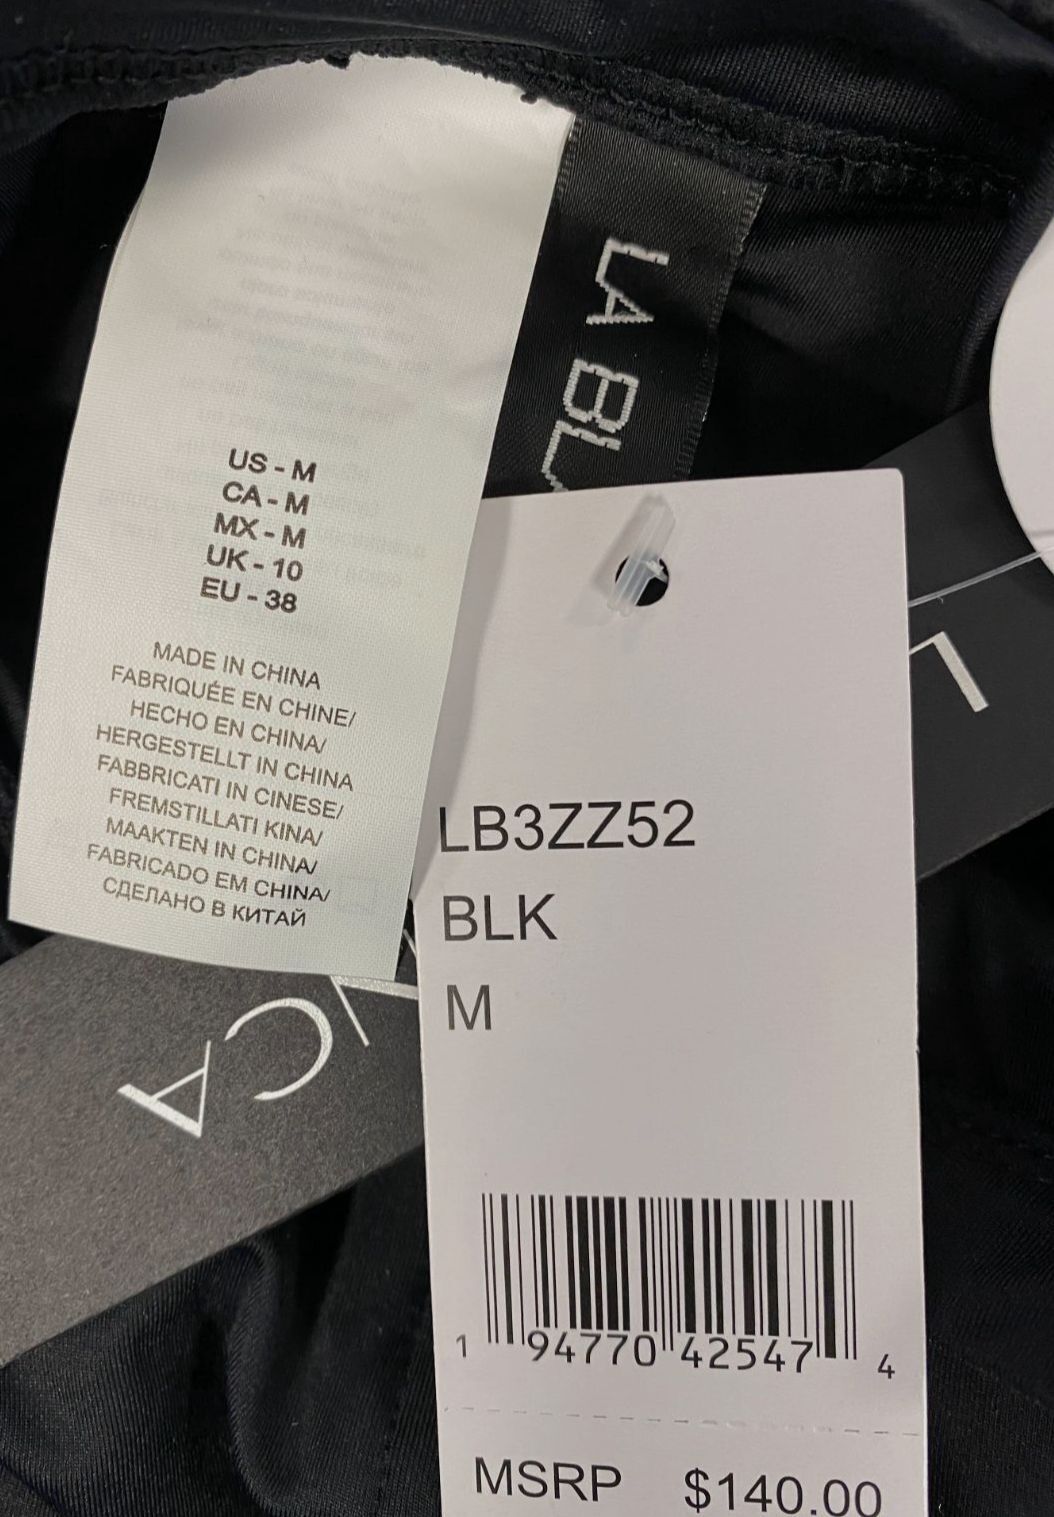 US - M
CA - M
MX - M
UK - 10
EU - 38
MADE IN CHINA
FABRIQUÉE EN CHINE/
HECHO EN CHINA/
HERGESTELLT IN CHINA
FABBRICATI IN CINESE/
FREMSTILLATI KINA/
MAAKTEN IN CHINA/
FABRICADO EM CHINA/
СДЕЛАНО В КИТАЙ
LA BL
L
CA
LB3ZZ52
BLK
M
1 94770 42547 4
MSRP $140.00